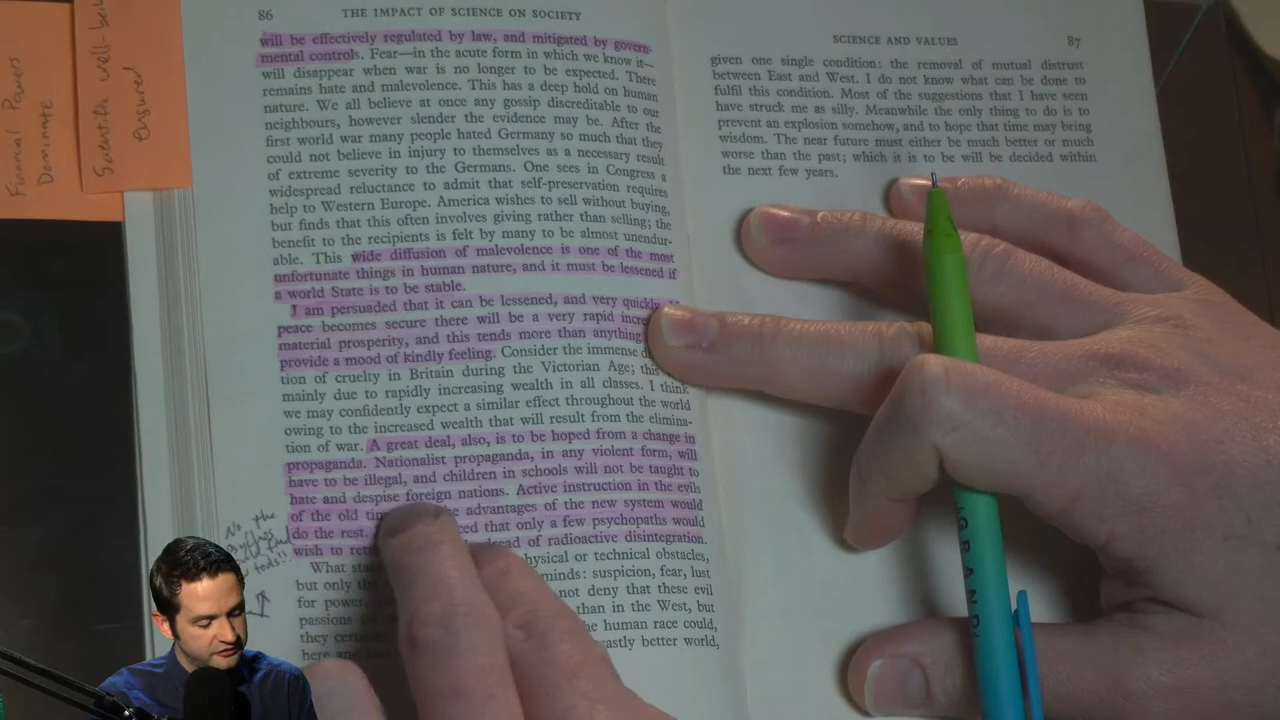 Financial Powers
Dominate
Scientific well-being
ensured
86 THE IMPACT OF SCIENCE ON SOCIETY
will be effectively regulated by law, and mitigated by govern-
mental controls. Fear—in the acute form in which we know it—
will disappear when war is no longer to be expected. There
remains hate and malevolence. This has a deep hold on human
nature. We all believe at once any gossip discreditable to our
neighbours, however slender the evidence may be. After the
first world war many people hated Germany so much that they
could not believe in injury to themselves as a necessary result
of extreme severity to the Germans. One sees in Congress a
widespread reluctance to admit that self-preservation requires
help to Western Europe. America wishes to sell without buying,
but finds that this often involves giving rather than selling; the
benefit to the recipients is felt by many to be almost unendur-
able. This wide diffusion of malevolence is one of the most
unfortunate things in human nature, and it must be lessened if
a world State is to be stable.
I am persuaded that it can be lessened, and very quickly.
peace becomes secure there will be a very rapid incre
material prosperity, and this tends more than anything
provide a mood of kindly feeling. Consider the immense d
tion of cruelty in Britain during the Victorian Age; this
mainly due to rapidly increasing wealth in all classes. I think
we may confidently expect a similar effect throughout the world
owing to the increased wealth that will result from the elimina-
tion of war. A great deal, also, is to be hoped from a change in
propaganda. Nationalist propaganda, in any violent form, will
have to be illegal, and children in schools will not be taught to
hate and despise foreign nations. Active instruction in the evils
of the old tim he advantages of the new system would
do the rest. ced that only a few psychopaths would
wish to retu dread of radioactive disintegration.
What sta hysical or technical obstacles,
but only th minds: suspicion, fear, lust
for power, not deny that these evil
passions than in the West, but
they cert he human race could,
here and astly better world,
SCIENCE AND VALUES 87
given one single condition: the removal of mutual distrust
between East and West. I do not know what can be done to
fulfil this condition. Most of the suggestions that I have seen
have struck me as silly. Meanwhile the only thing to do is to
prevent an explosion somehow, and to hope that time may bring
wisdom. The near future must either be much better or much
worse than the past; which it is to be will be decided within
the next few years.
No the
GRAND